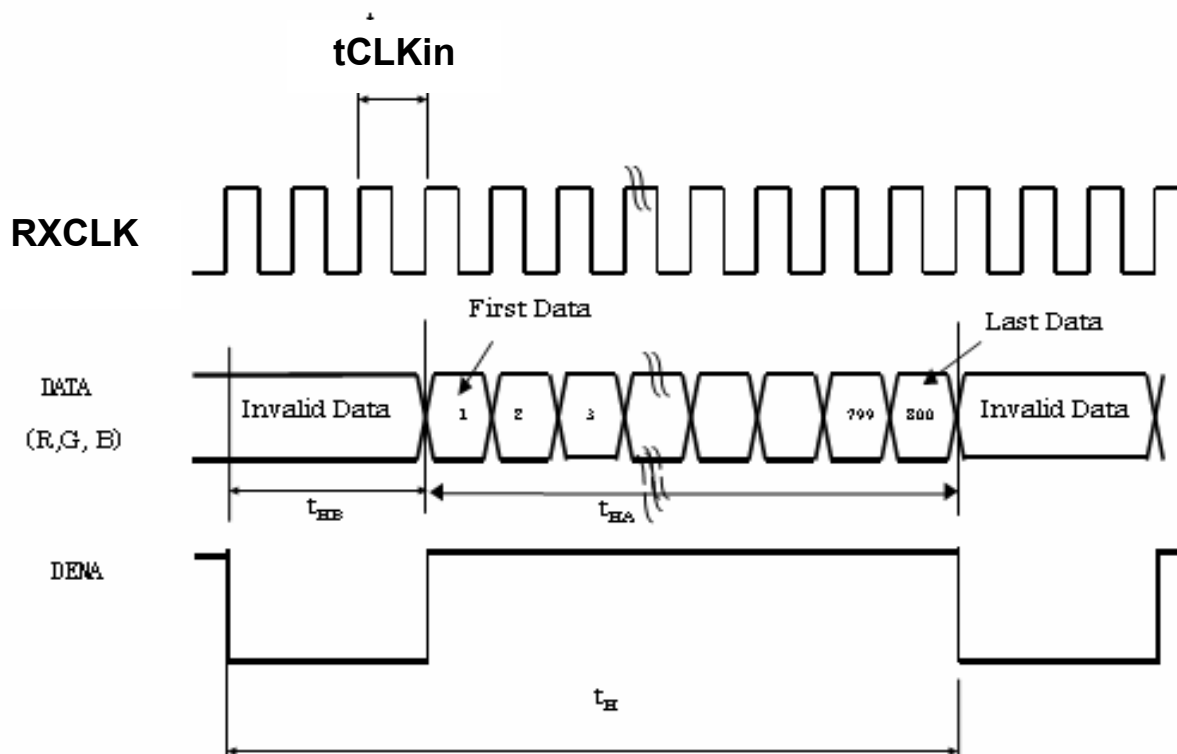 tCLKin
RXCLK
First Data
Last Data
DATA
(R,G, B)
Invalid Data
1
2
3
799
800
Invalid Data
tHB
tHA
DENA
tH